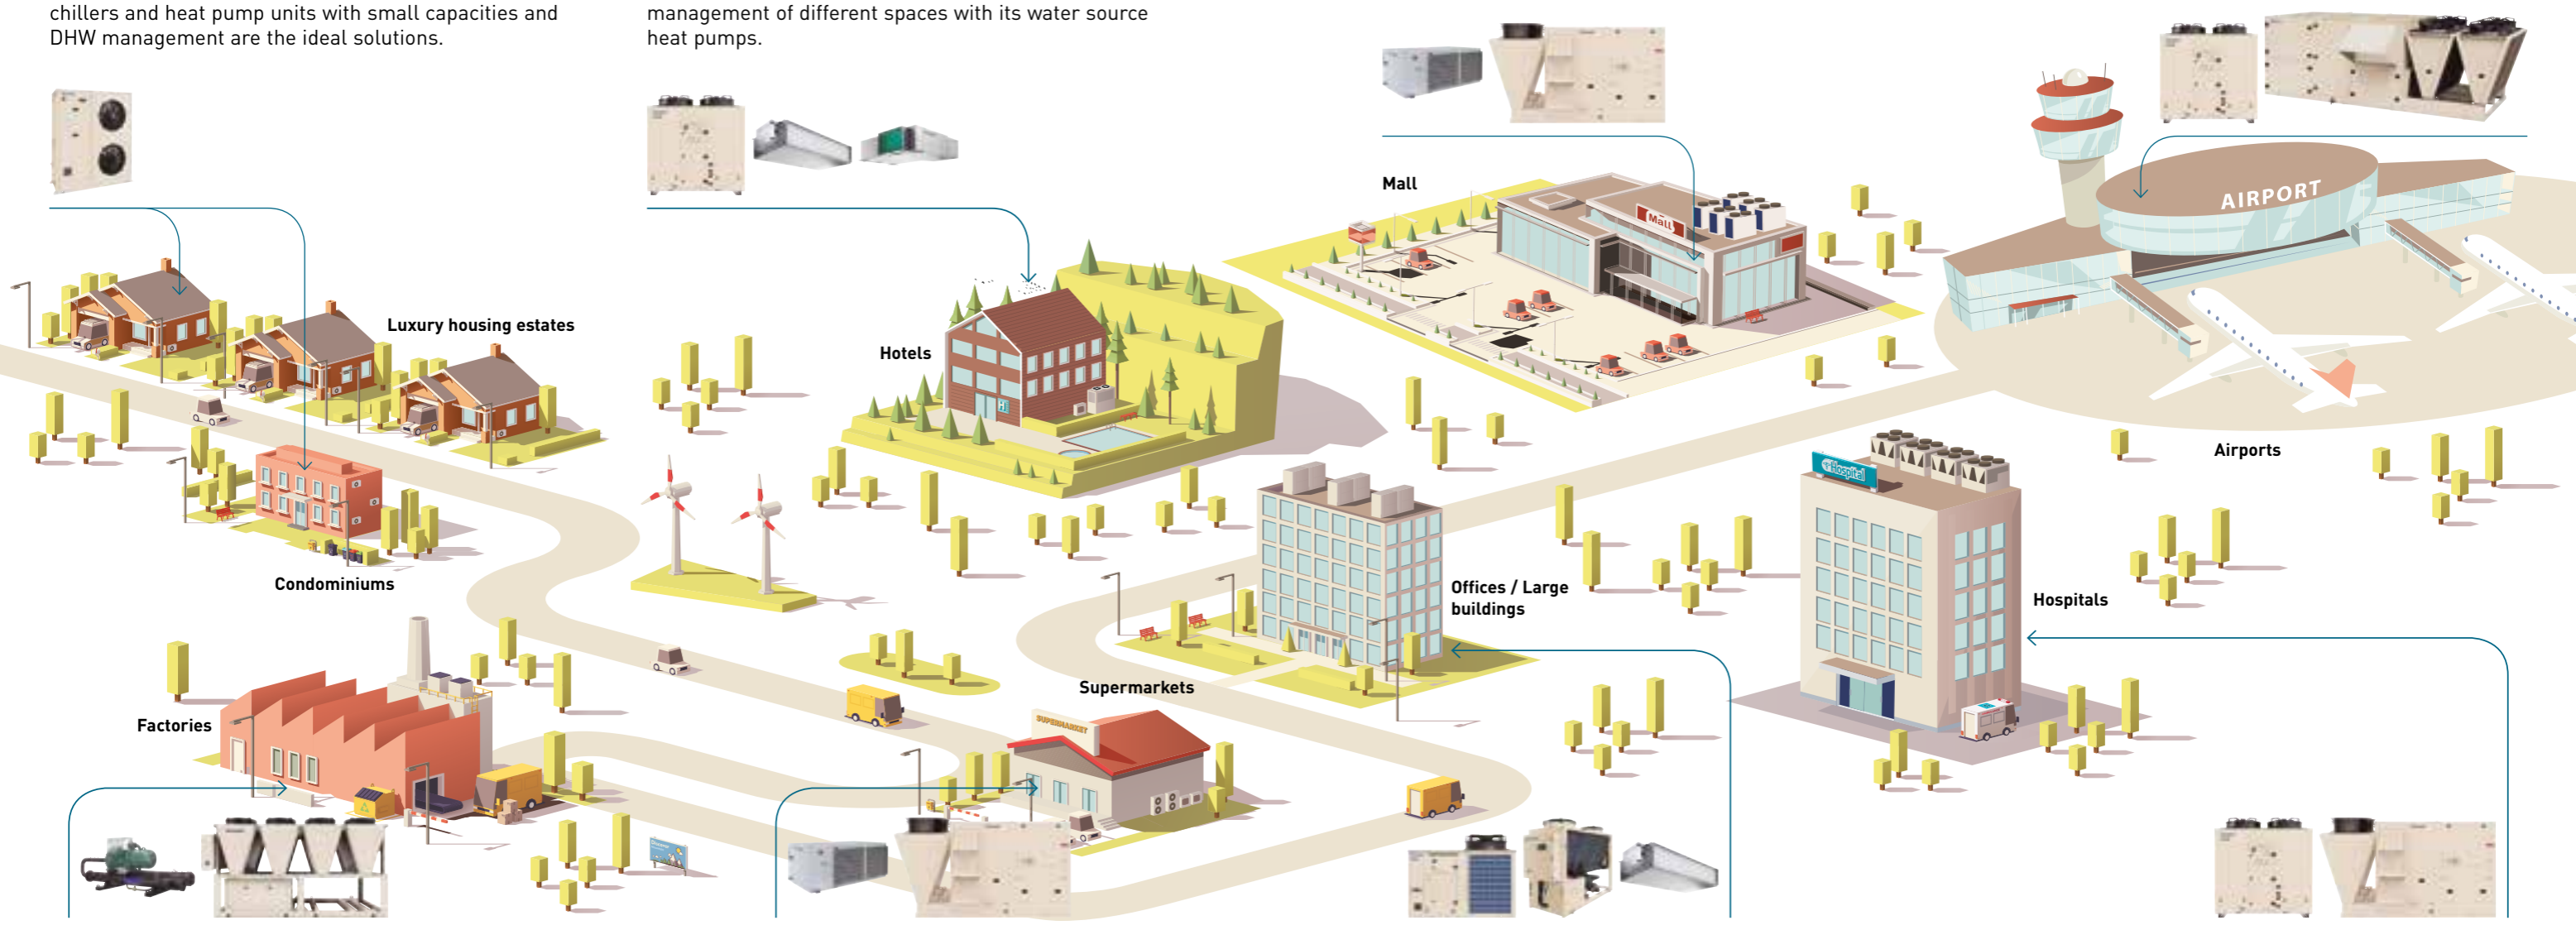 chillers and heat pump units with small capacities and
DHW management are the ideal solutions.
management of different spaces with its water source
heat pumps.
Mall
Mall
AIRPORT
Luxury housing estates
Hotels
H
Airports
Hospital
Condominiums
Offices / Large
buildings
Hospitals
Supermarkets
SUPERMARKET
Factories